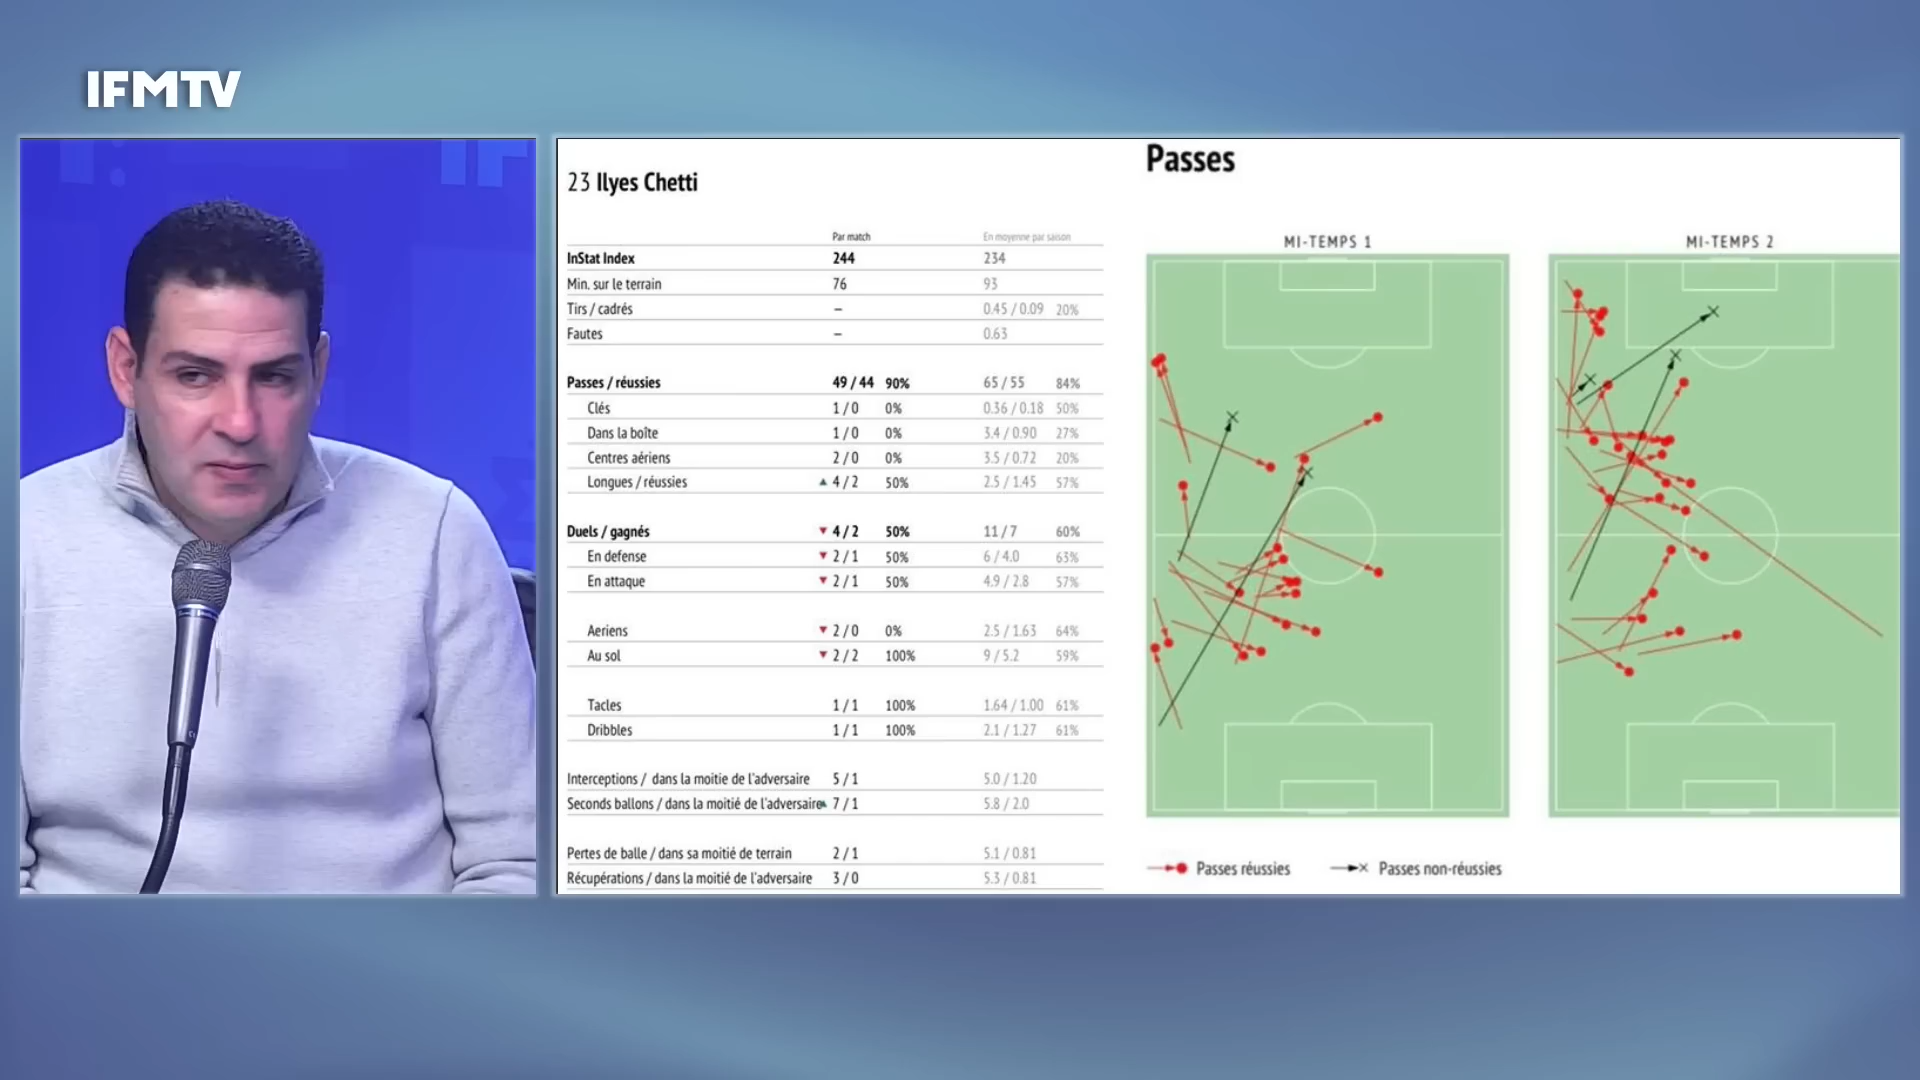 IFMTV
23 Ilyes Chetti
Par match En moyenne par saison
InStat Index 244 234
Min. sur le terrain 76 93
Tirs / cadrés – 0.45 / 0.09 20%
Fautes – 0.63
Passes / réussies 49 / 44 90% 65 / 55 84%
Clés 1 / 0 0% 0.36 / 0.18 50%
Dans la boîte 1 / 0 0% 3.4 / 0.90 27%
Centres aériens 2 / 0 0% 3.5 / 0.72 20%
Longues / réussies 4 / 2 50% 2.5 / 1.45 57%
Duels / gagnés 4 / 2 50% 11 / 7 60%
En defense 2 / 1 50% 6 / 4.0 63%
En attaque 2 / 1 50% 4.9 / 2.8 57%
Aeriens 2 / 0 0% 2.5 / 1.63 64%
Au sol 2 / 2 100% 9 / 5.2 59%
Tacles 1 / 1 100% 1.64 / 1.00 61%
Dribbles 1 / 1 100% 2.1 / 1.27 61%
Interceptions / dans la moitie de l'adversaire 5 / 1 5.0 / 1.20
Seconds ballons / dans la moitié de l'adversaire 7 / 1 5.8 / 2.0
Pertes de balle / dans sa moitié de terrain 2 / 1 5.1 / 0.81
Récupérations / dans la moitié de l'adversaire 3 / 0 5.3 / 0.81
Passes
MI-TEMPS 1 MI-TEMPS 2
Passes réussies Passes non-réussies